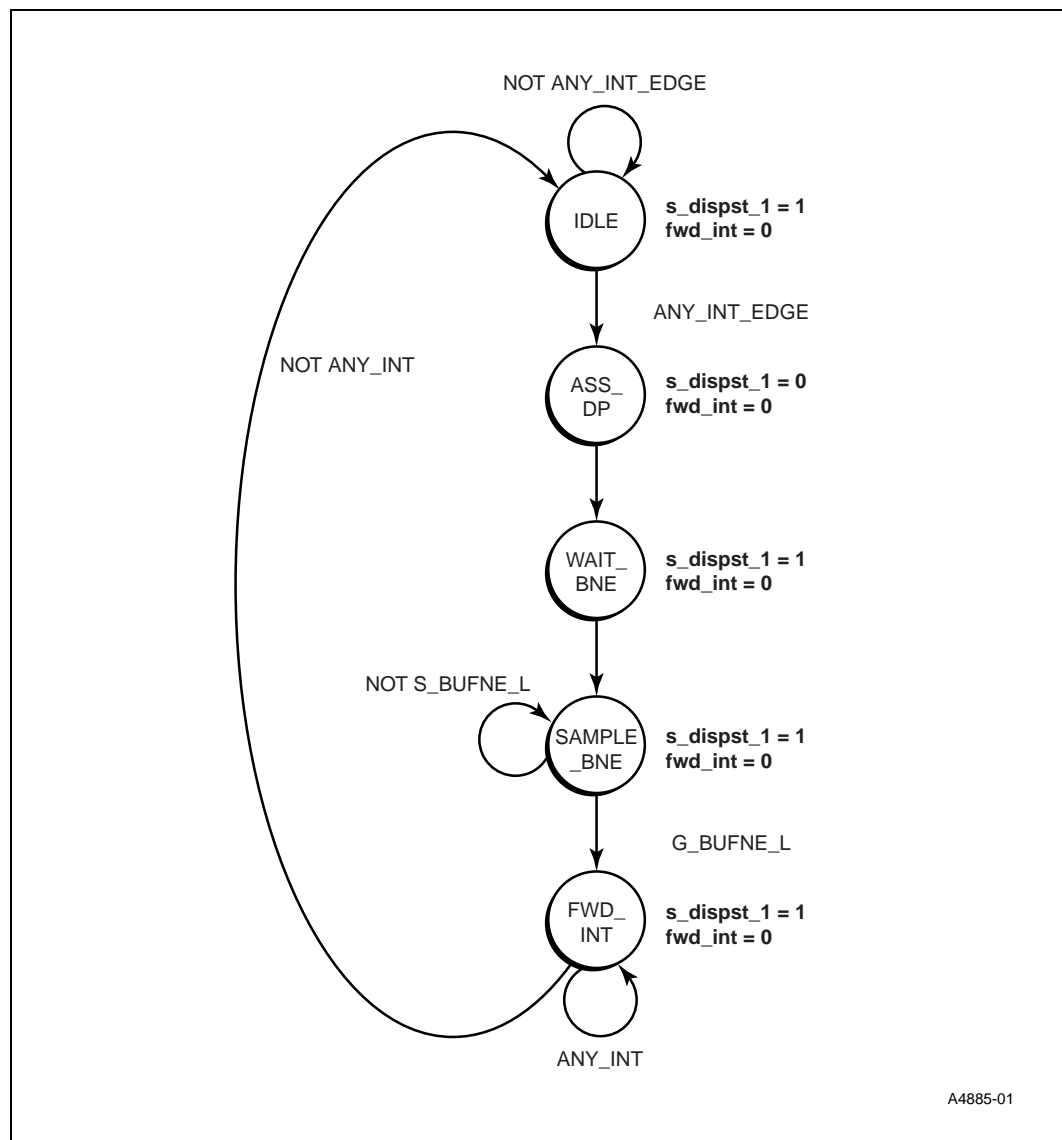 NOT ANY_INT_EDGE
IDLE
s_dispst_1 = 1
fwd_int = 0
ANY_INT_EDGE
NOT ANY_INT
ASS_
DP
s_dispst_1 = 0
fwd_int = 0
WAIT_
BNE
s_dispst_1 = 1
fwd_int = 0
NOT S_BUFNE_L
SAMPLE
_BNE
s_dispst_1 = 1
fwd_int = 0
G_BUFNE_L
FWD_
INT
s_dispst_1 = 1
fwd_int = 0
ANY_INT
A4885-01